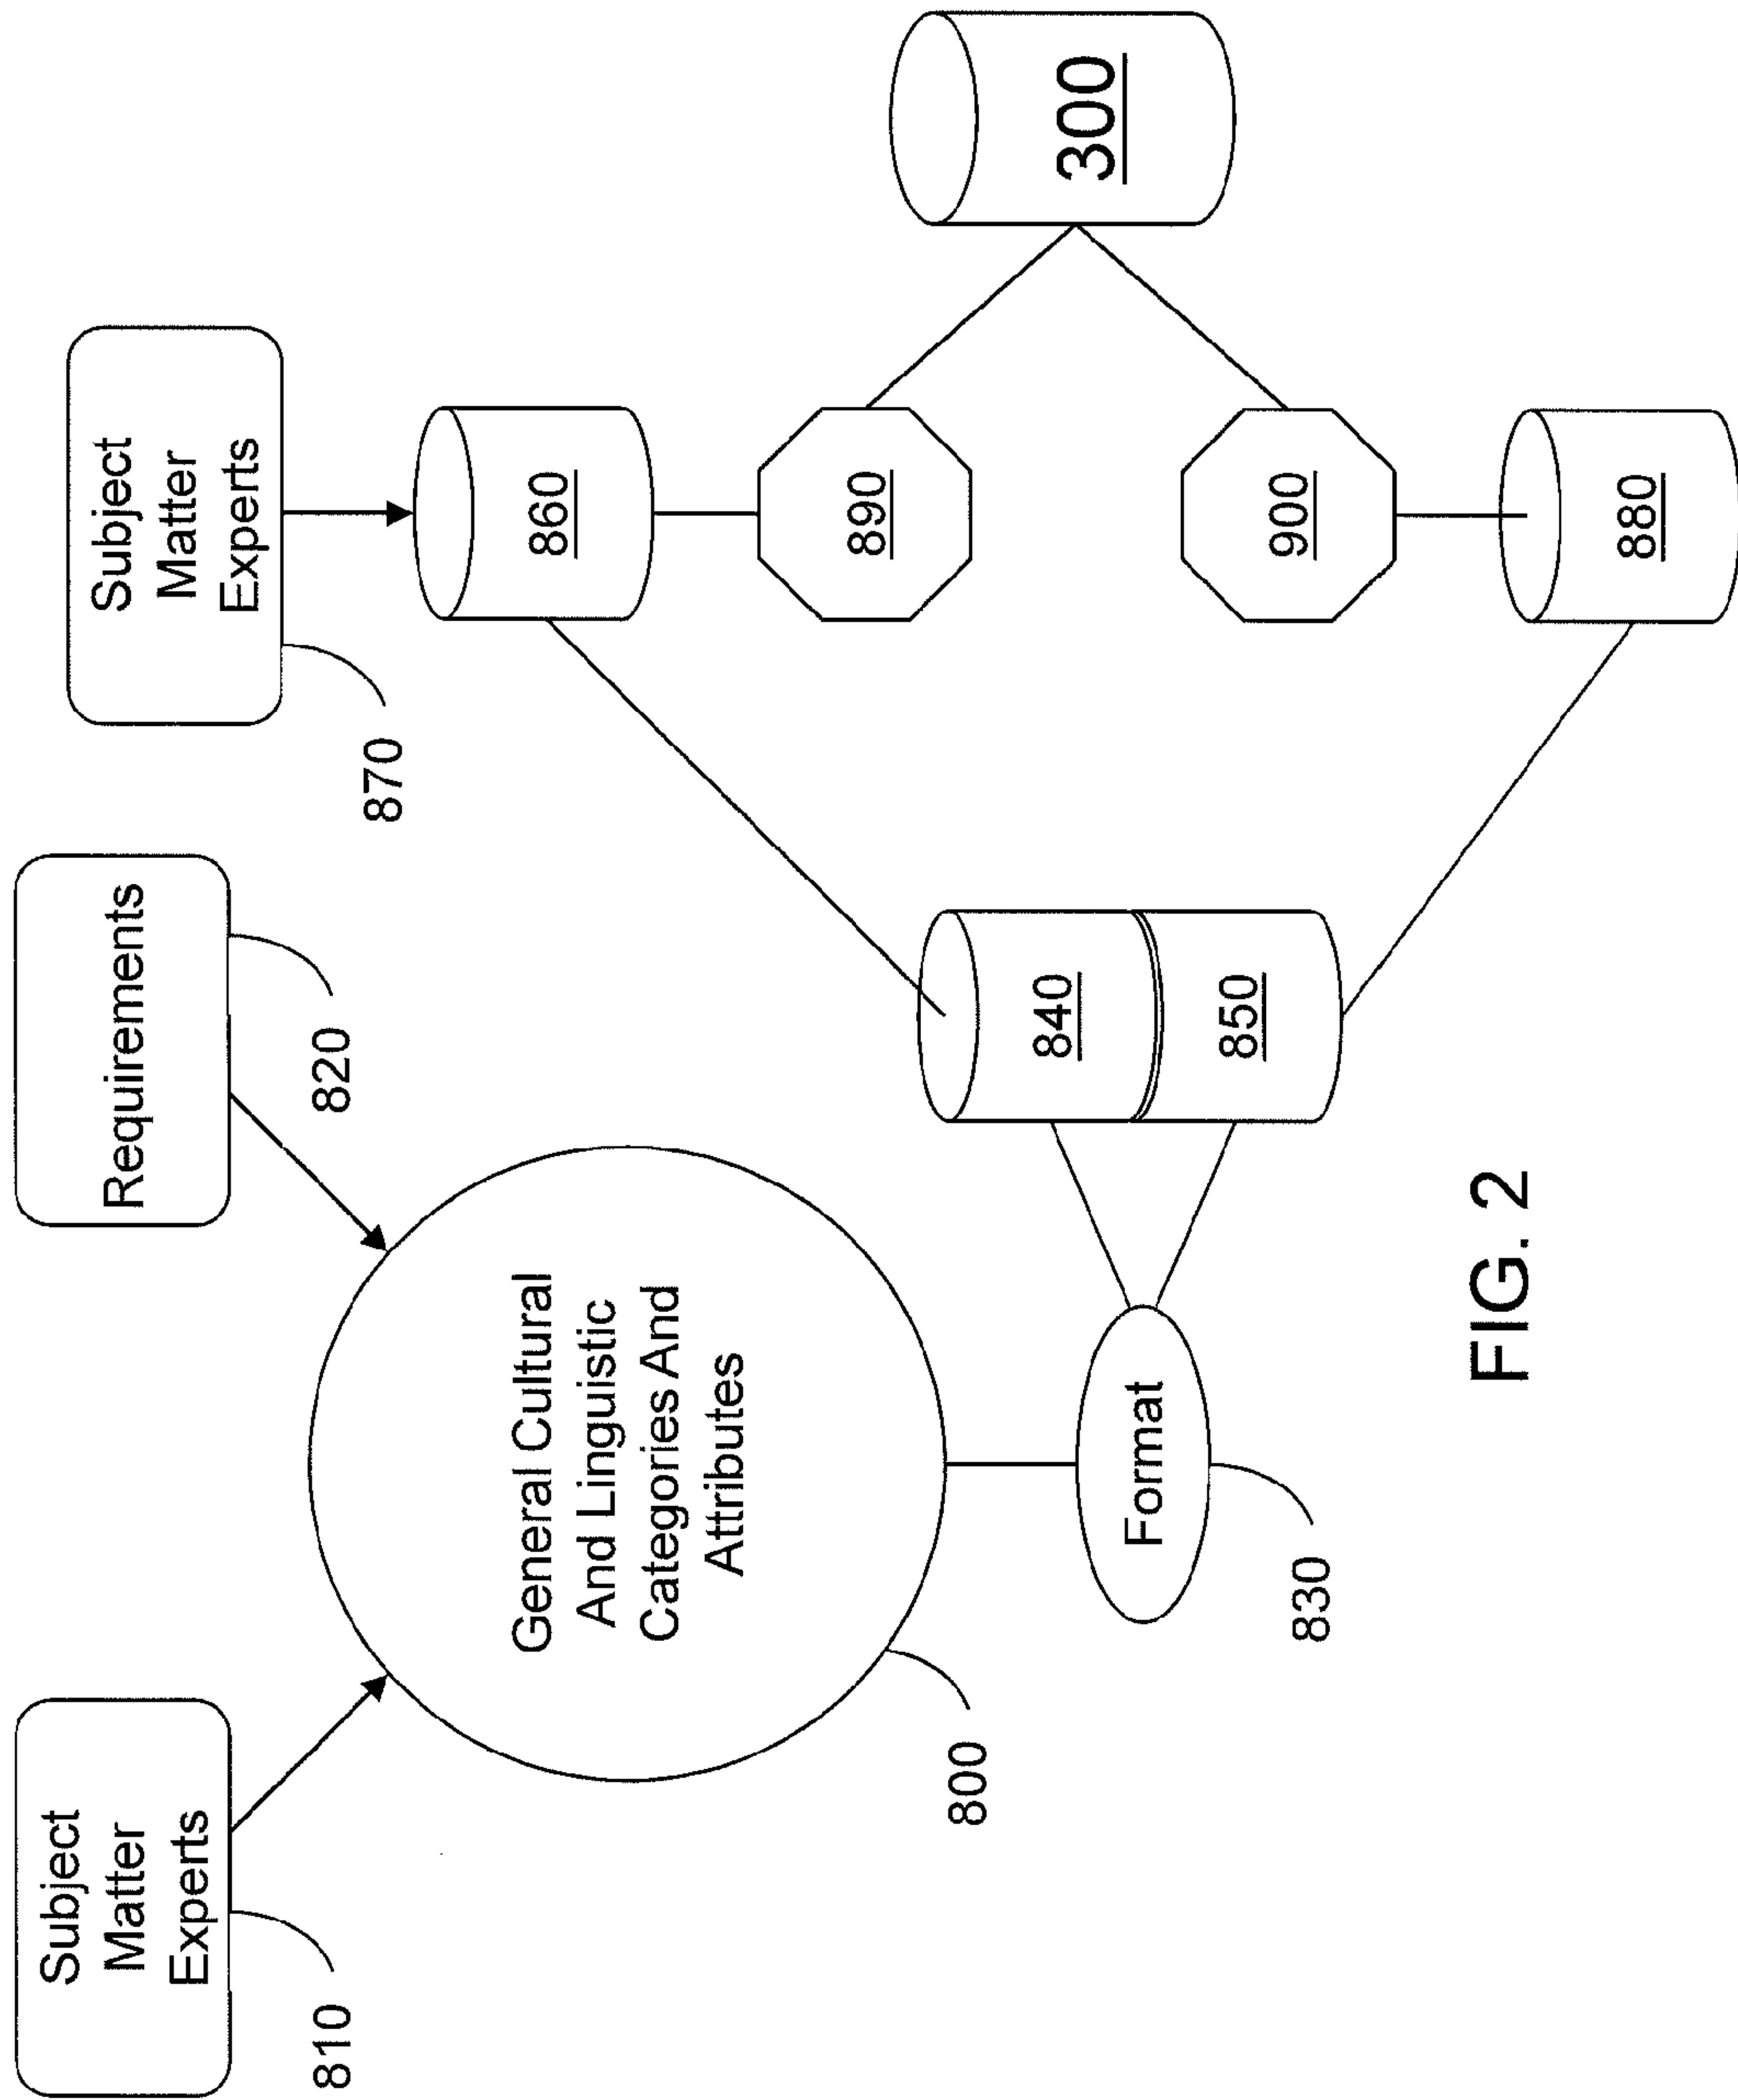 Subject
Matter
Experts
810
Requirements
820
Subject
Matter
Experts
870
General Cultural
And Linguistic
Categories And
Attributes
800
Format
830
840
850
860
890
900
880
300
FIG. 2